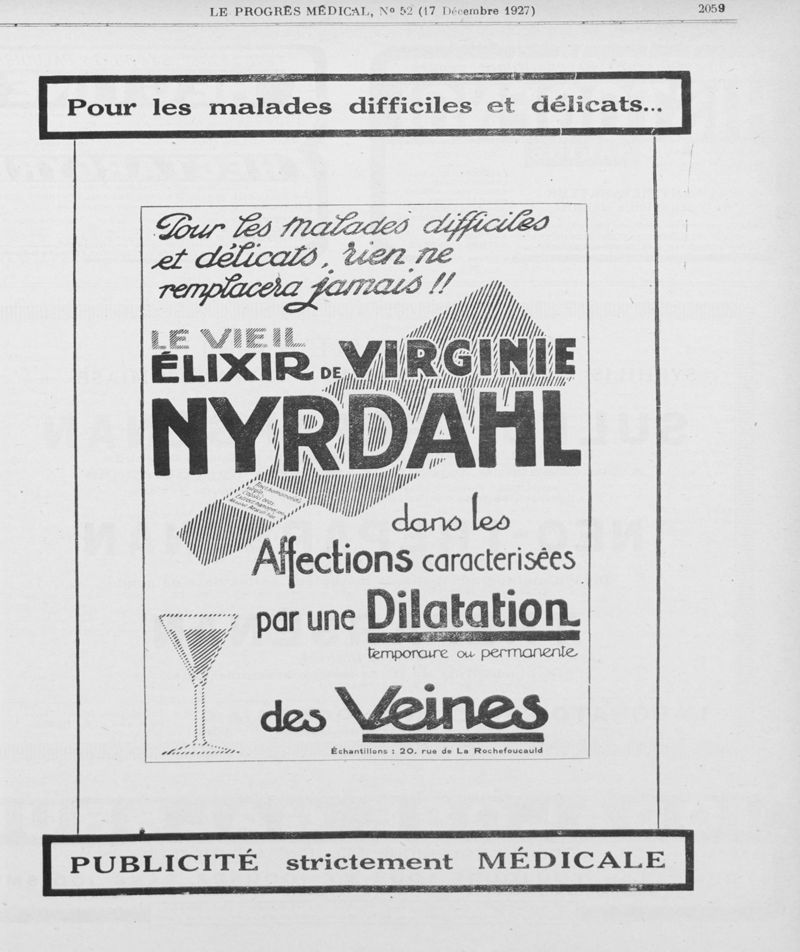 LE PROGRÈS MÉDICAL, No 52 (17 Décembre 1927)
2059
Pour les malades difficiles et délicats...
Pour les malades difficiles
et délicats, rien ne
remplacera jamais !!
LE VIEIL
ÉLIXIR DE VIRGINIE
NYRDAHL
dans les
Affections caracterisées
par une Dilatation
temporaire ou permanente
des Veines
Échantillons : 20, rue de La Rochefoucauld
PUBLICITÉ strictement MÉDICALE